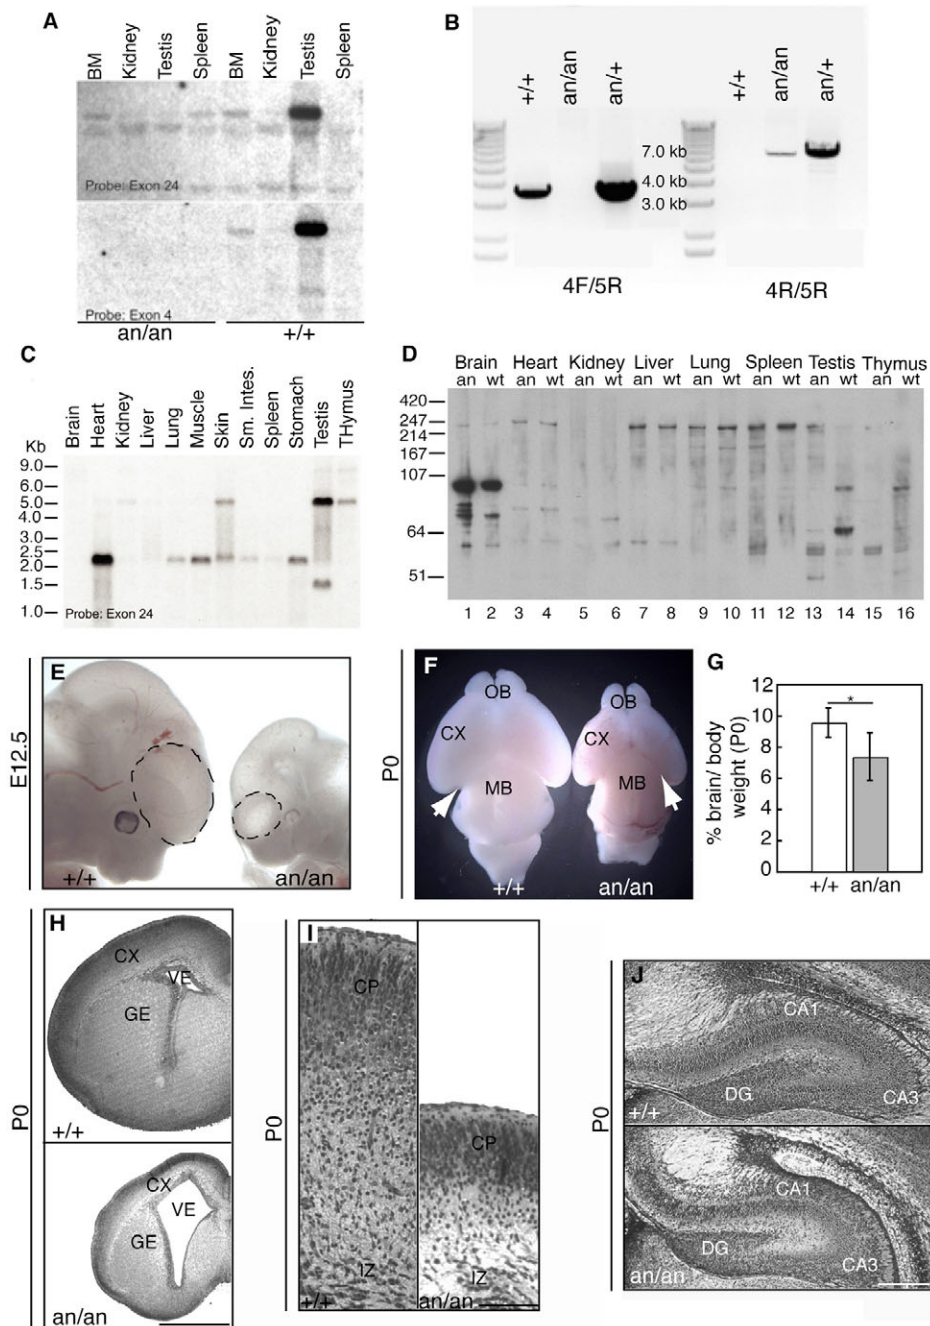 A
BM Kidney Testis Spleen BM Kidney Testis Spleen
Probe: Exon 24
Probe: Exon 4
an/an +/+
B
+/+ an/an an/+ +/+ an/an an/+
7.0 kb
4.0 kb
3.0 kb
4F/5R 4R/5R
C
Brain Heart Kidney Liver Lung Muscle Skin Sm. Intes. Spleen Stomach Testis THymus
Kb
9.0
5.0
4.0
3.0
2.5
2.0
1.5
1.0
Probe: Exon 24
D
Brain Heart Kidney Liver Lung Spleen Testis Thymus
an wt an wt an wt an wt an wt an wt an wt an wt
420
247
214
167
107
64
51
1 2 3 4 5 6 7 8 9 10 11 12 13 14 15 16
E
E12.5
+/+ an/an
F
P0
OB OB
CX CX
MB MB
+/+ an/an
G
% brain/ body weight (P0)
12
10
8
6
4
2
0
*
+/+ an/an
H
P0
CX
VE
GE
+/+
CX
VE
GE
an/an
I
P0
CP
CP
IZ IZ
+/+ an/an
J
P0
CA1
DG
CA3
+/+
CA1
DG
CA3
an/an